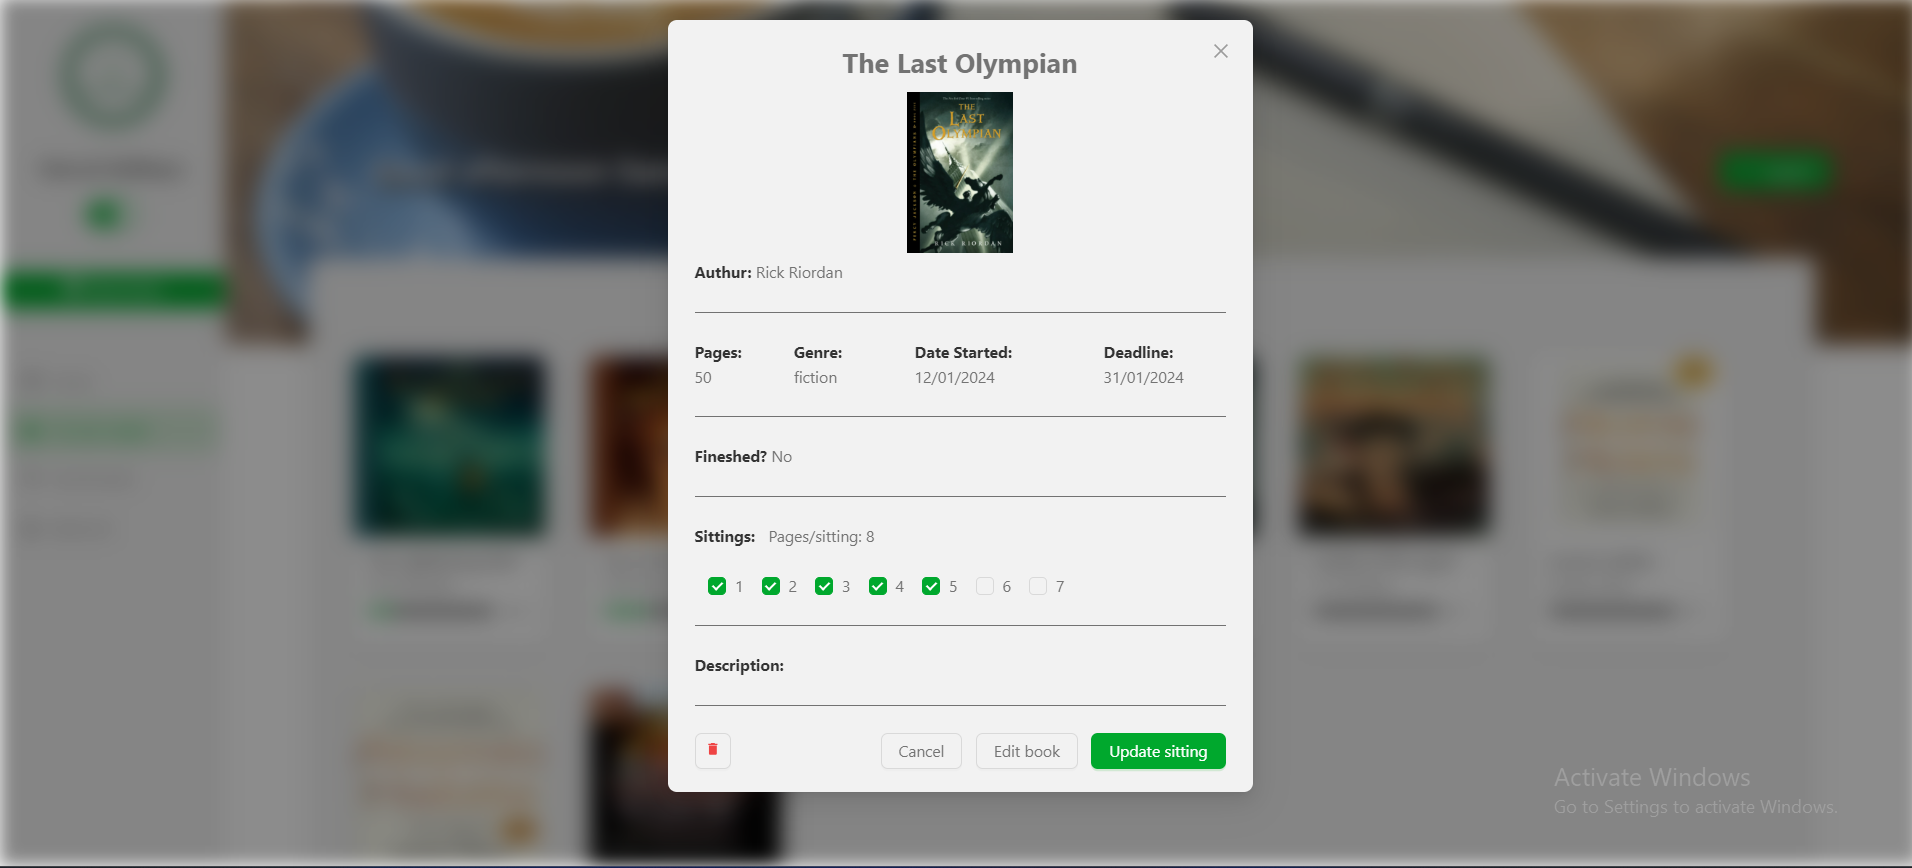 The Last Olympian
THE
LAST
OLYMPIAN
RICK RIORDAN
Author: Rick Riordan
Pages: Genre: Date Started: Deadline:
50 fiction 12/01/2024 31/01/2024
Fineshed? No
Sittings: Pages/sitting: 8
1 2 3 4 5 6 7
Description:
Cancel Edit book Update sitting
Activate Windows
Go to Settings to activate Windows.